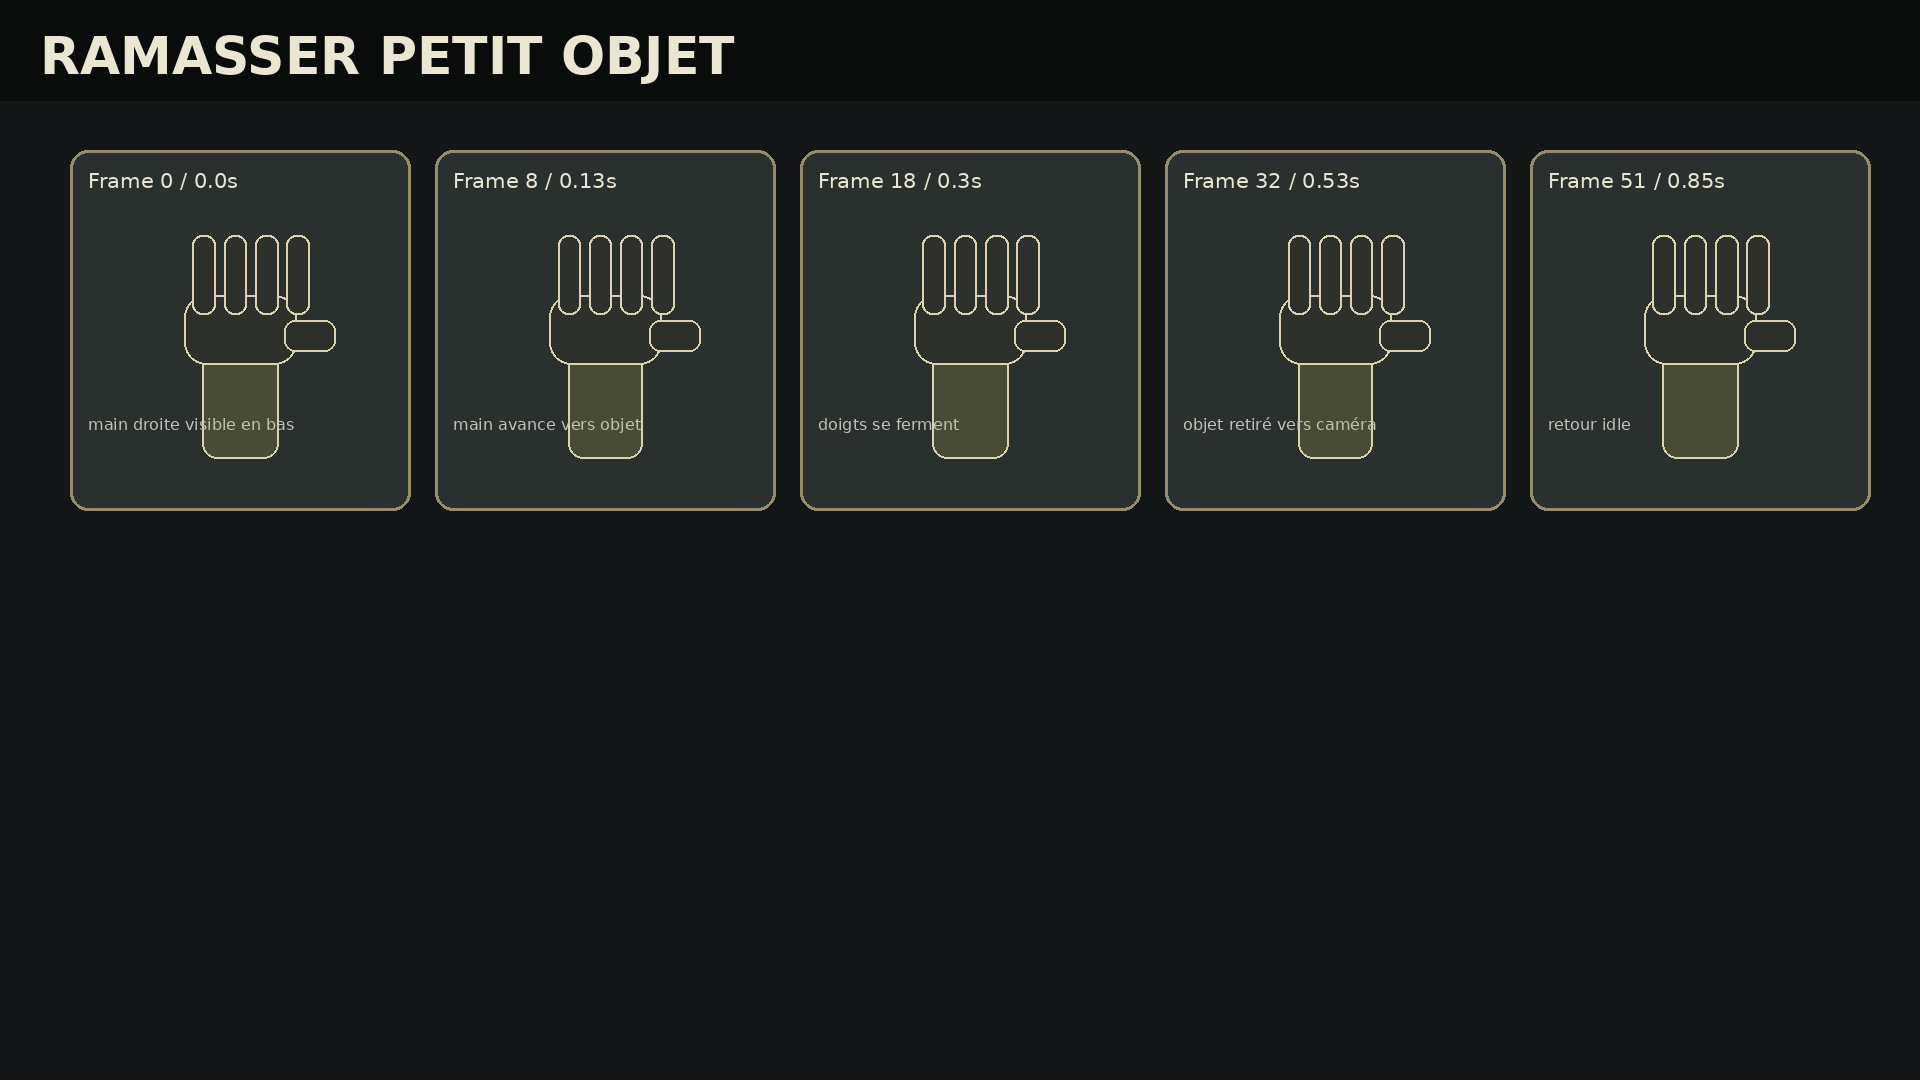 RAMASSER PETIT OBJET
Frame 0 / 0.0s
main droite visible en bas
Frame 8 / 0.13s
main avance vers objet
Frame 18 / 0.3s
doigts se ferment
Frame 32 / 0.53s
objet retiré vers caméra
Frame 51 / 0.85s
retour idle